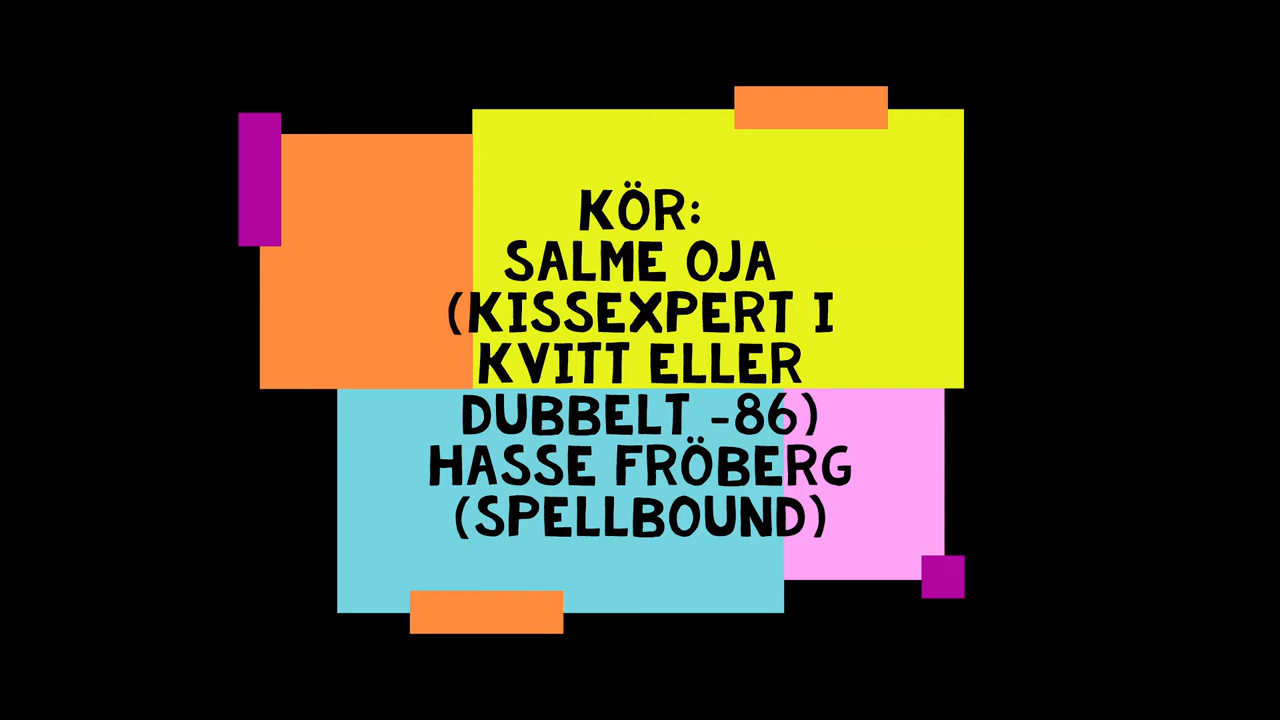 KÖR:
SALME OJA
(KISSEXPERT I
KVITT ELLER
DUBBELT -86)
HASSE FRÖBERG
(SPELLBOUND)